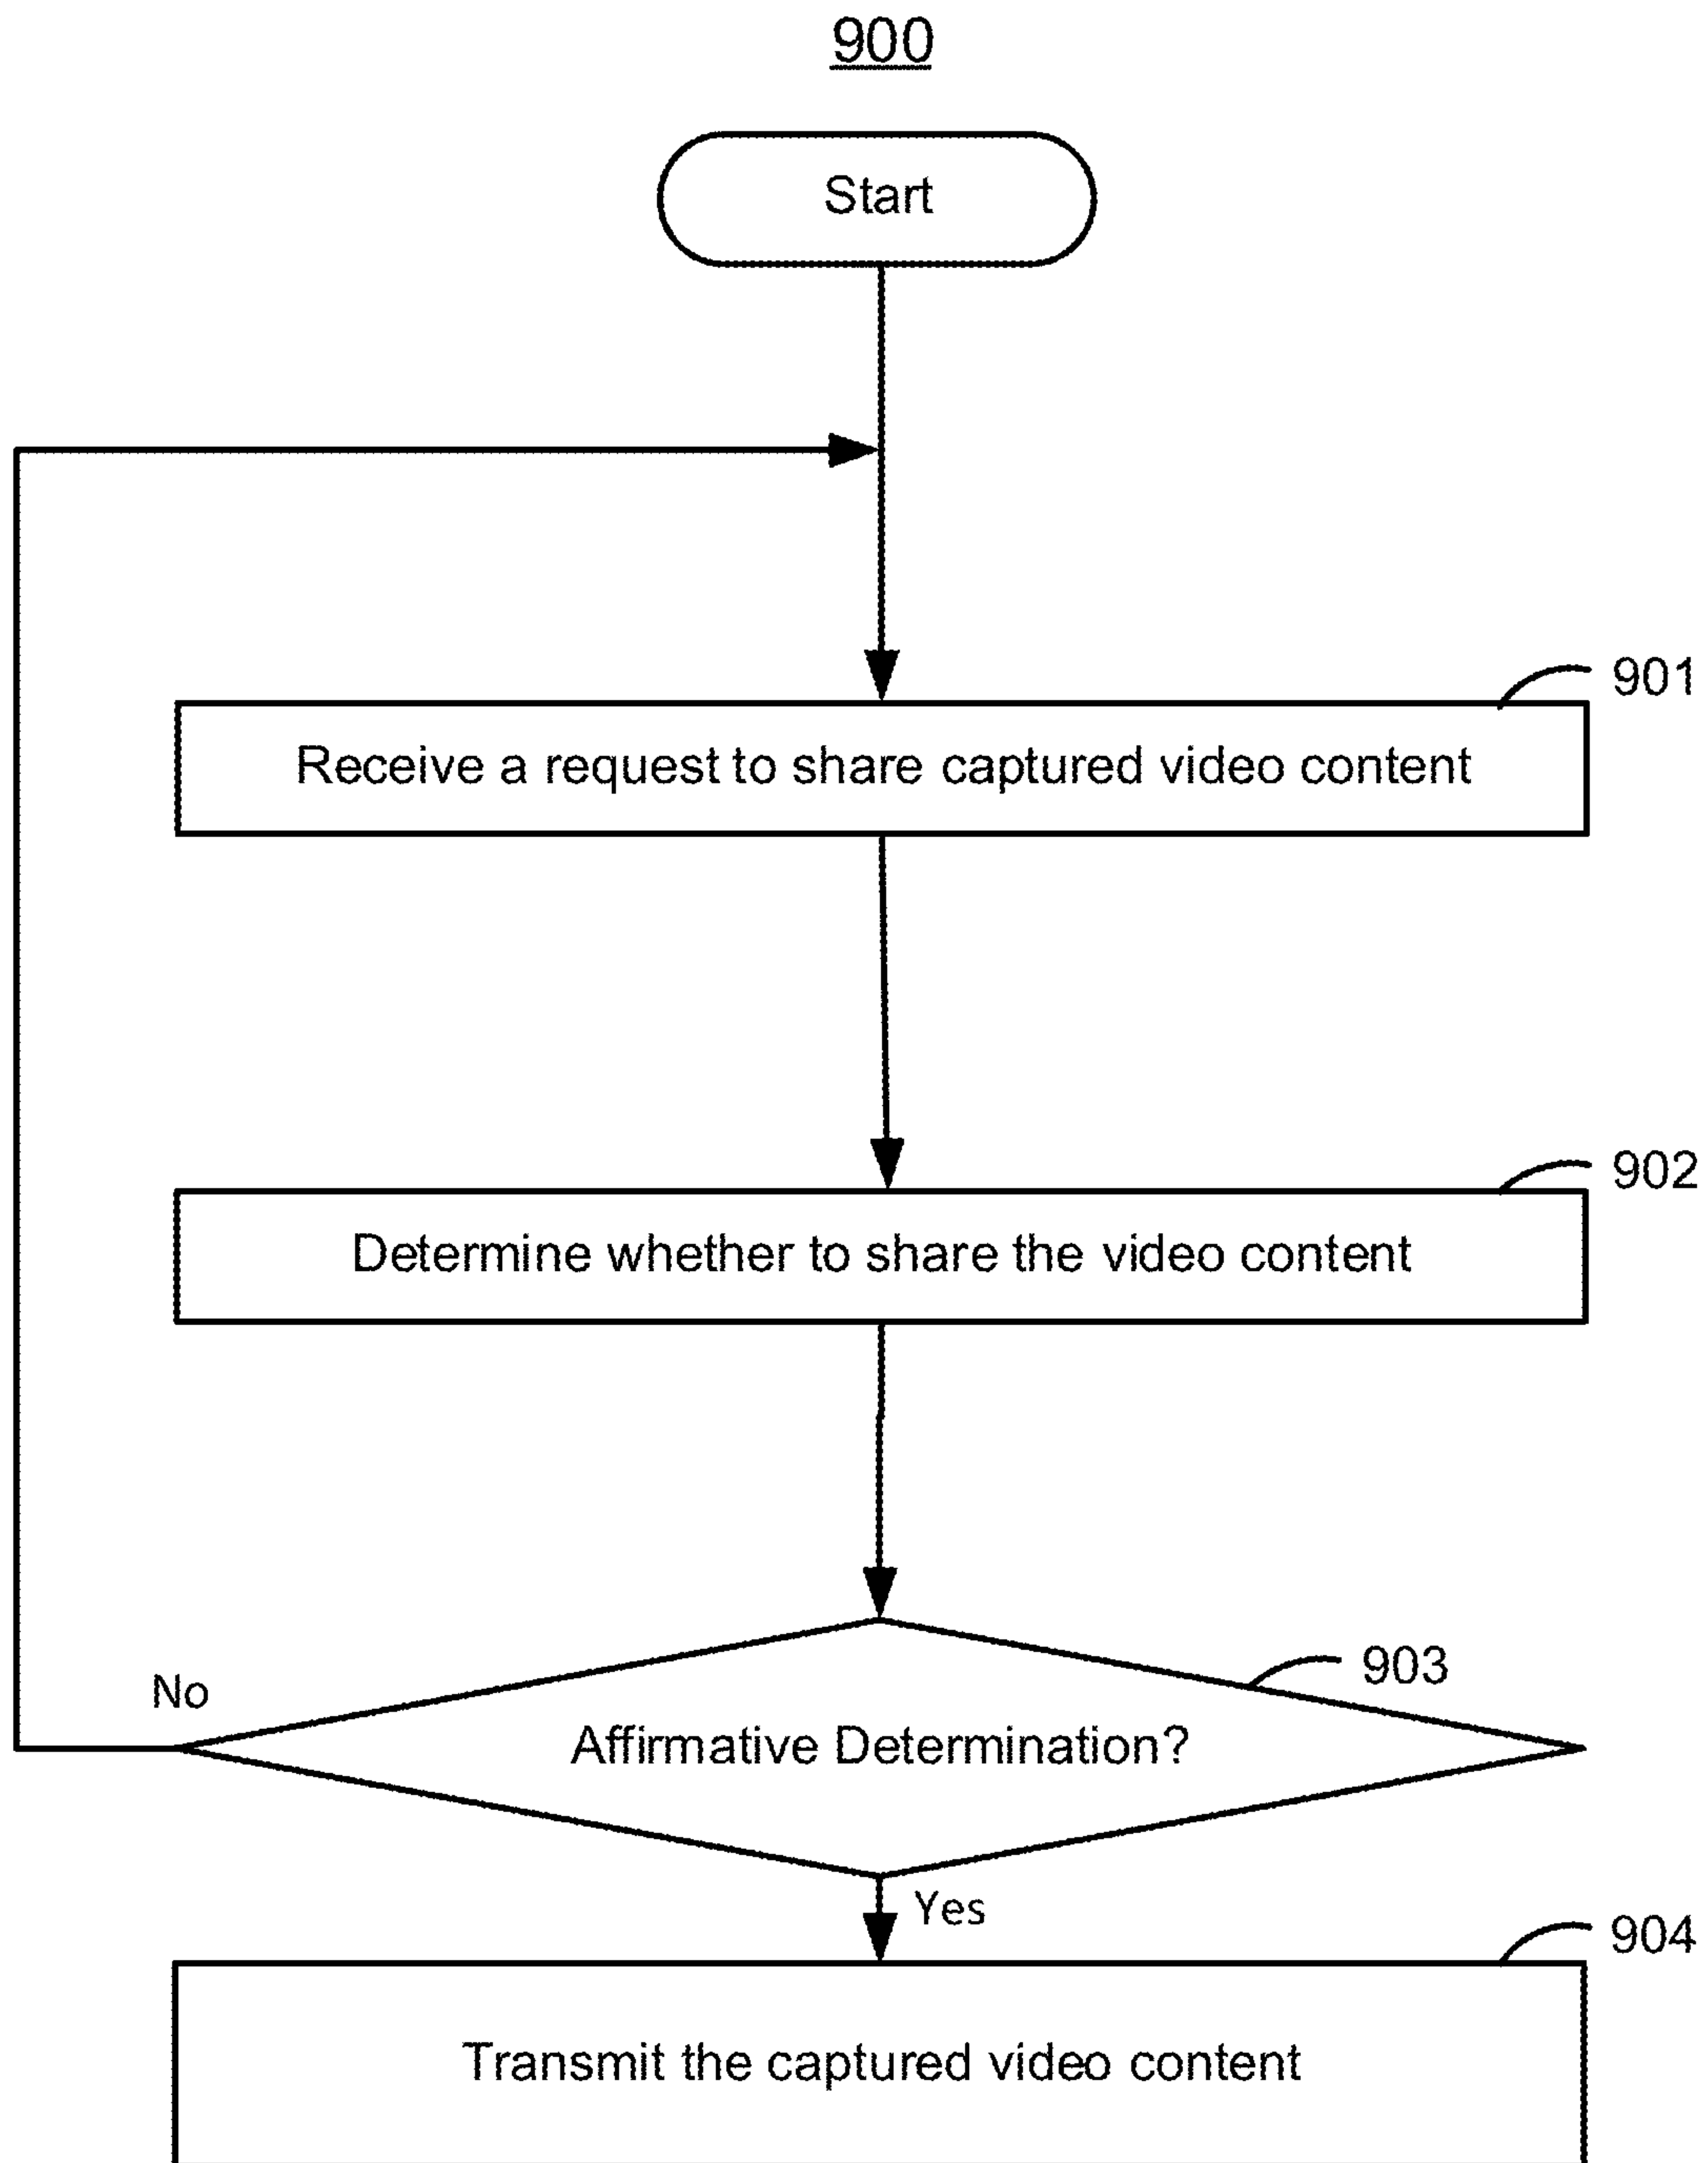 900
Start
901
Receive a request to share captured video content
902
Determine whether to share the video content
903
No
Affirmative Determination?
Yes
904
Transmit the captured video content